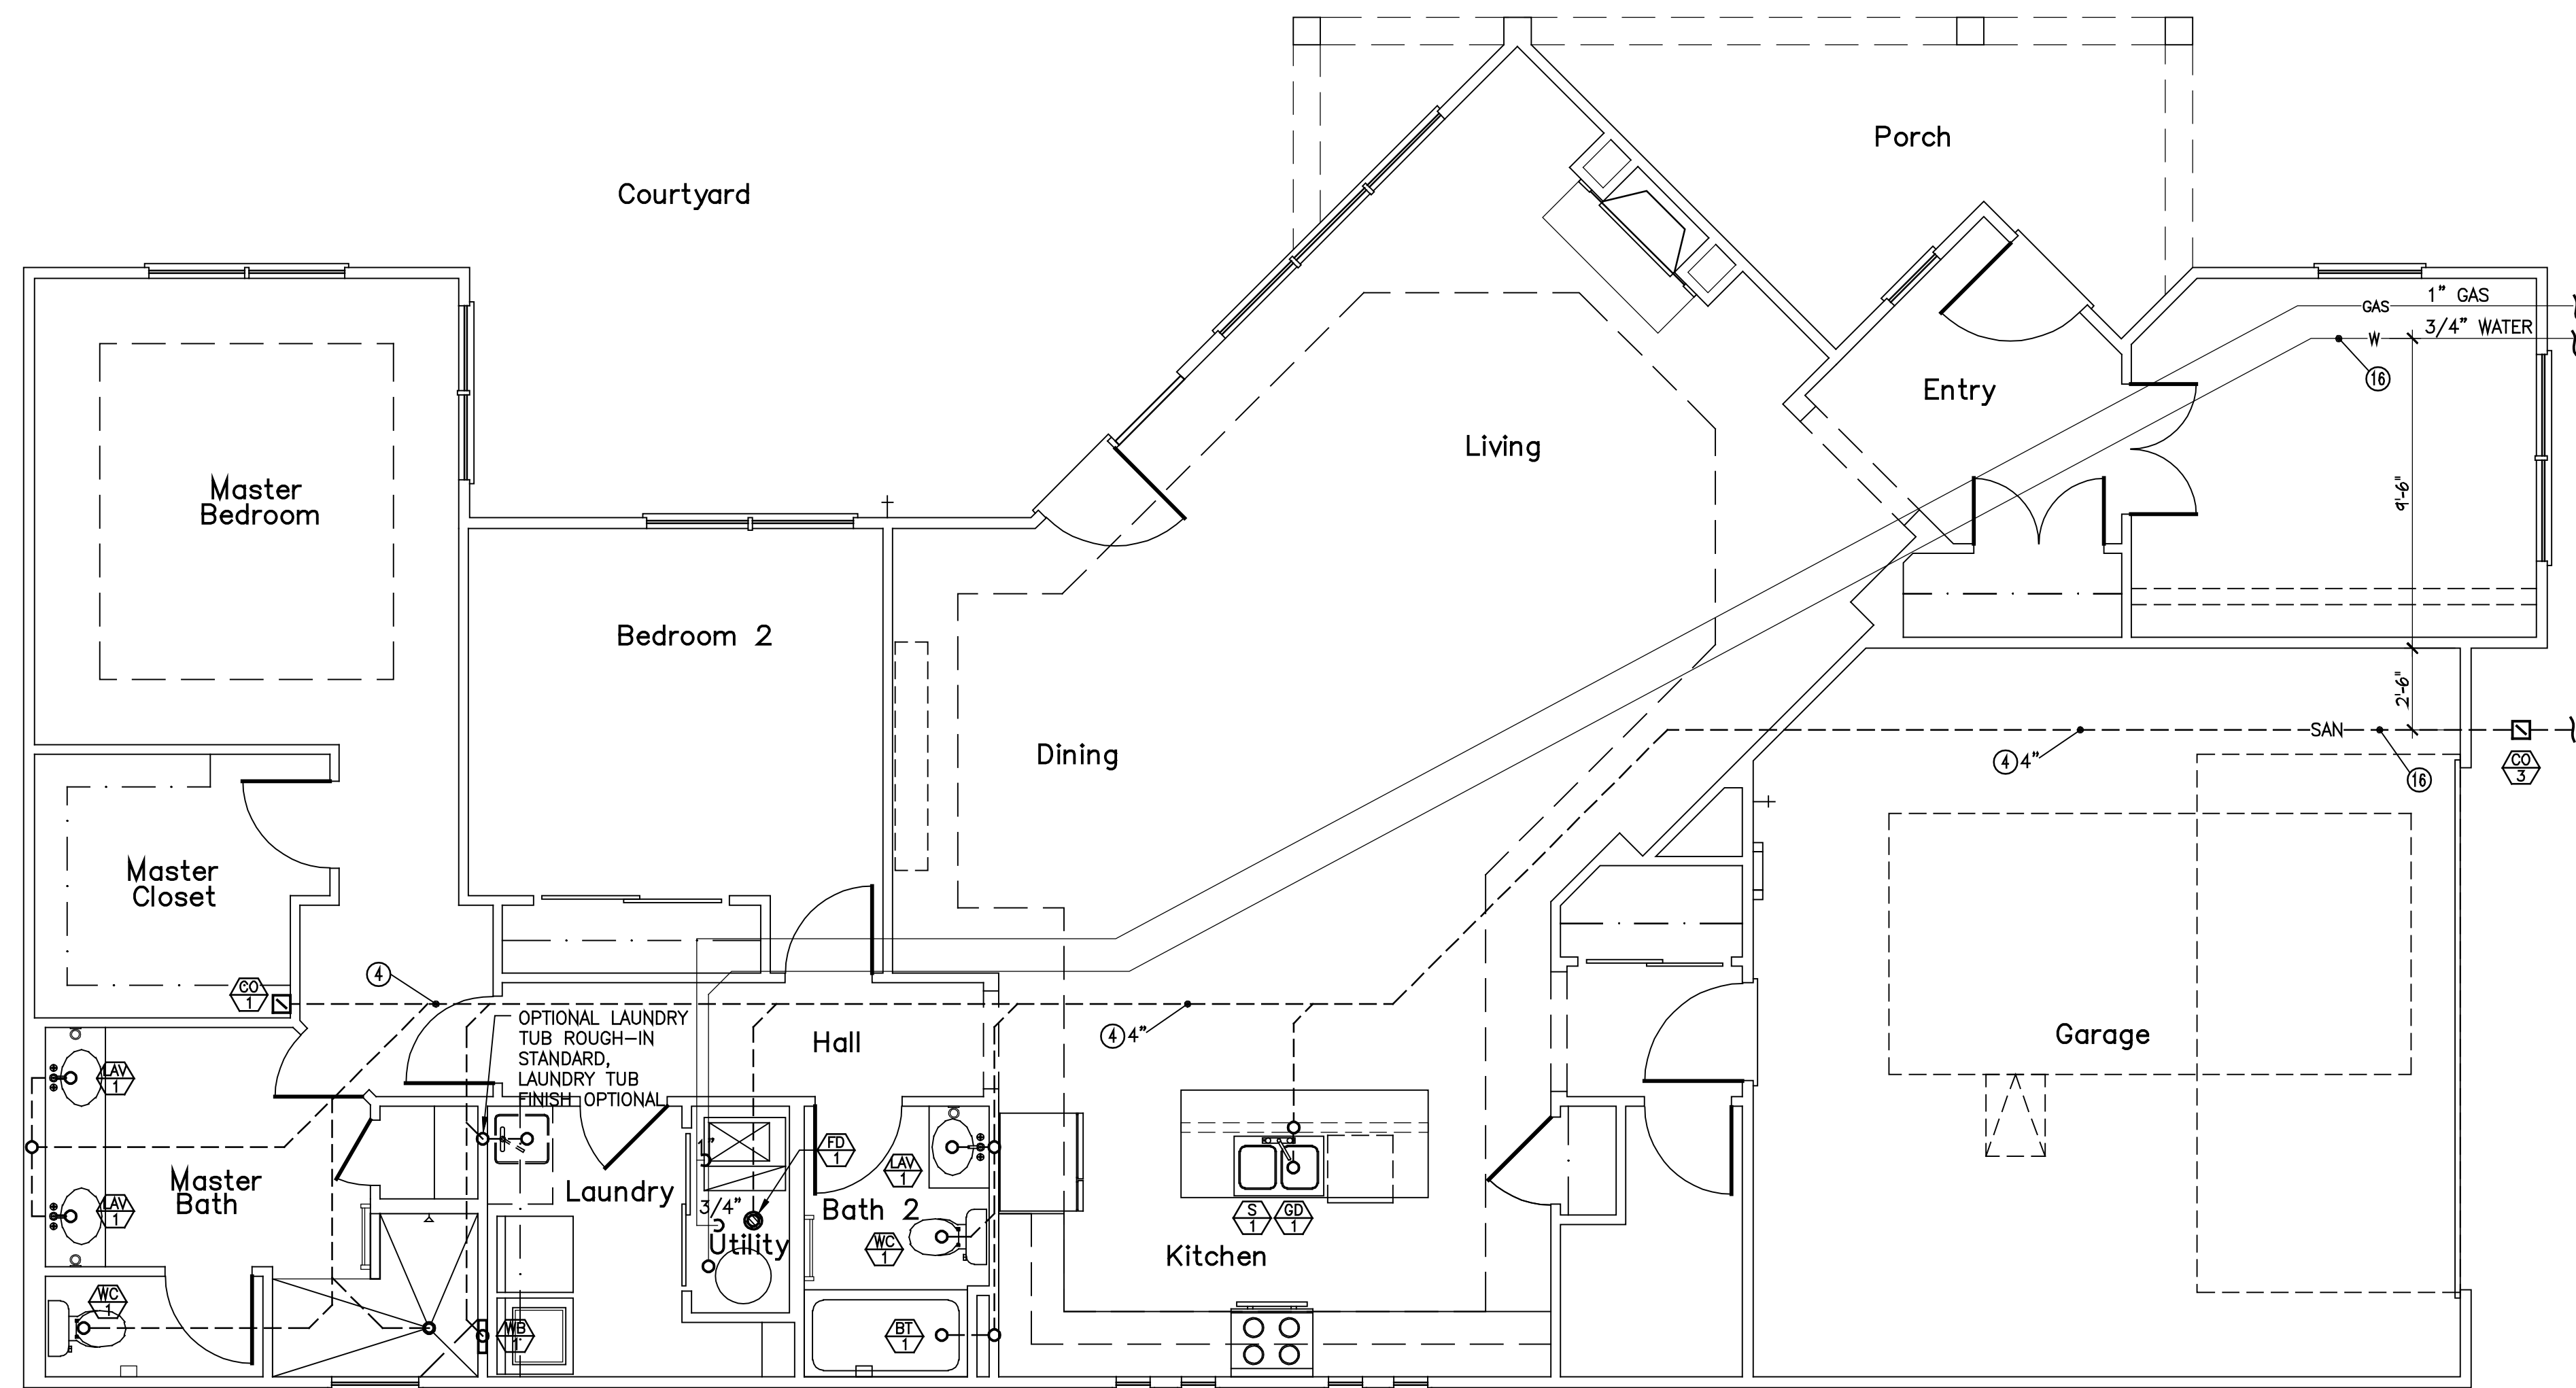 Porch
Courtyard
1" GAS
GAS
3/4" WATER
W
16
Entry
Living
Master
Bedroom
9'-6"
Bedroom 2
2'-6"
SAN
Dining
4 4"
16
CO
3
Master
Closet
4
CO
1
OPTIONAL LAUNDRY
TUB ROUGH-IN
STANDARD,
LAUNDRY TUB
FINISH OPTIONAL
Hall
4 4"
Garage
LAV
1
1"
FD
1
LAV
1
Master
Bath
Laundry
3/4"
Bath 2
LAV
1
S
1
GD
1
Utility
WC
1
Kitchen
WC
1
WB
1
BT
1